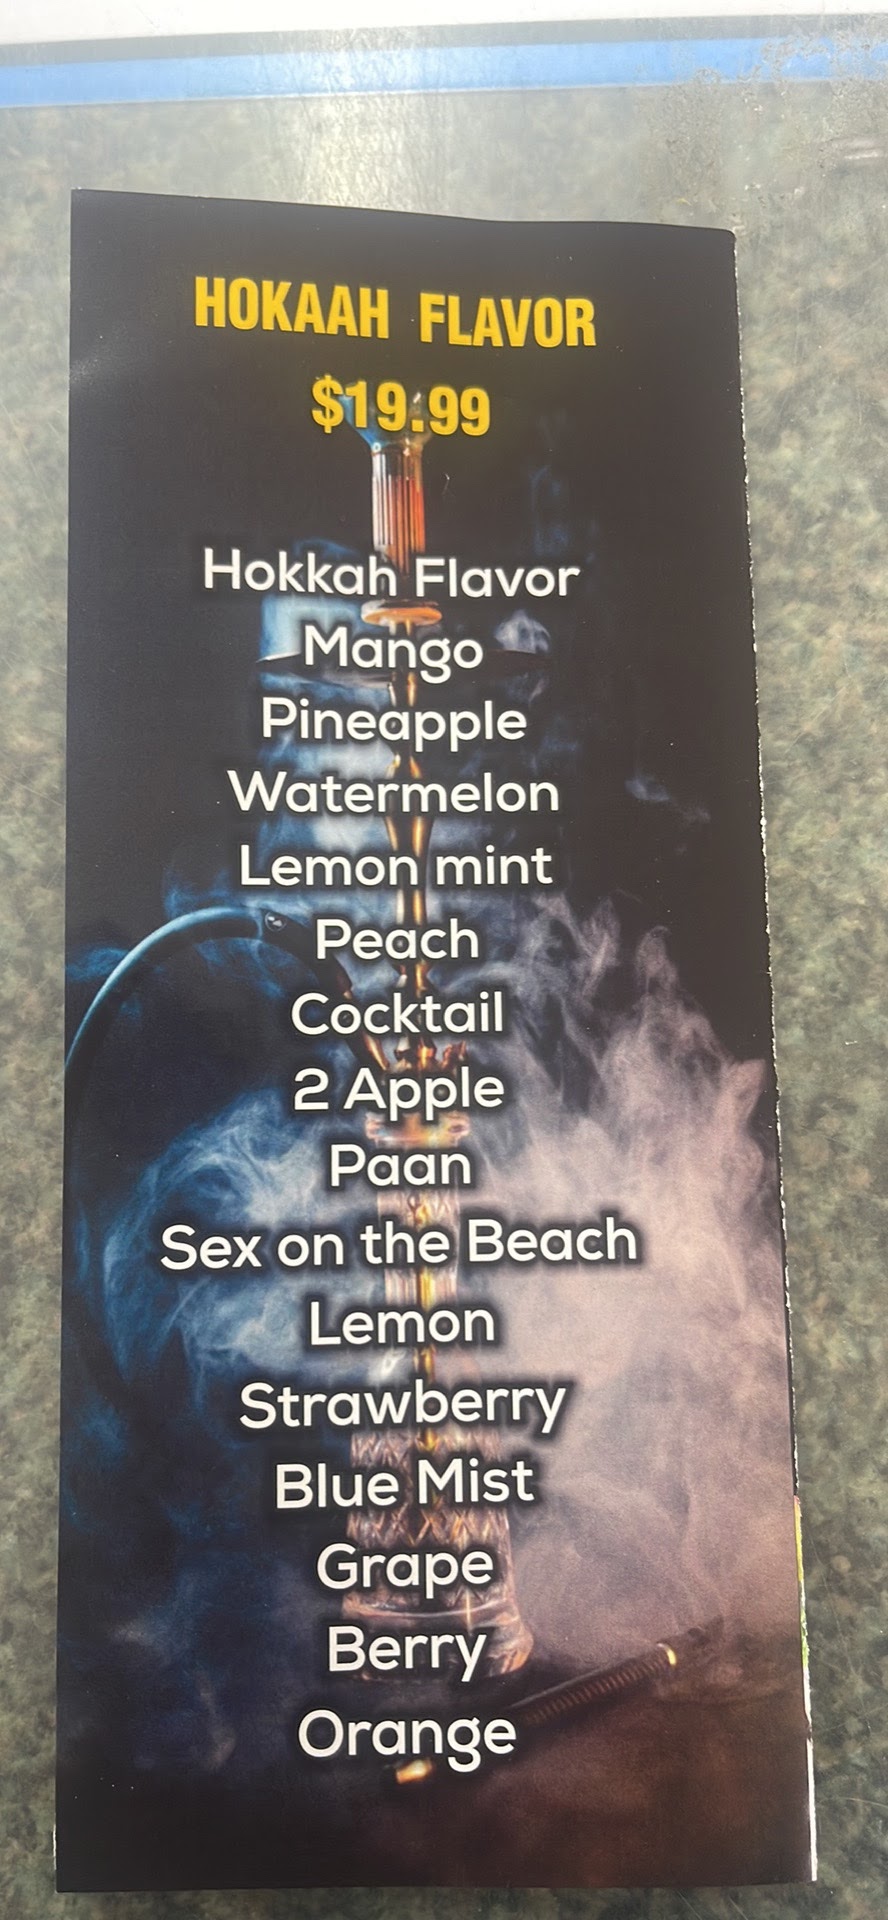 HOKAAH FLAVOR
$19.99
Hokkah Flavor
Mango
Pineapple
Watermelon
Lemon mint
Peach
Cocktail
2 Apple
Paan
Sex on the Beach
Lemon
Strawberry
Blue Mist
Grape
Berry
Orange